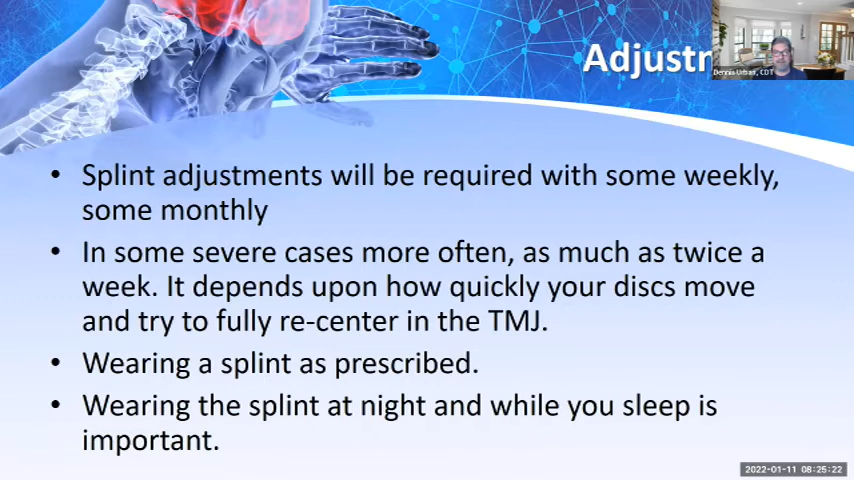 Adjustm
Dennis Urban, CDT
• Splint adjustments will be required with some weekly,
some monthly
• In some severe cases more often, as much as twice a
week. It depends upon how quickly your discs move
and try to fully re-center in the TMJ.
• Wearing a splint as prescribed.
• Wearing the splint at night and while you sleep is
important.
2022-01-11 08:25:22